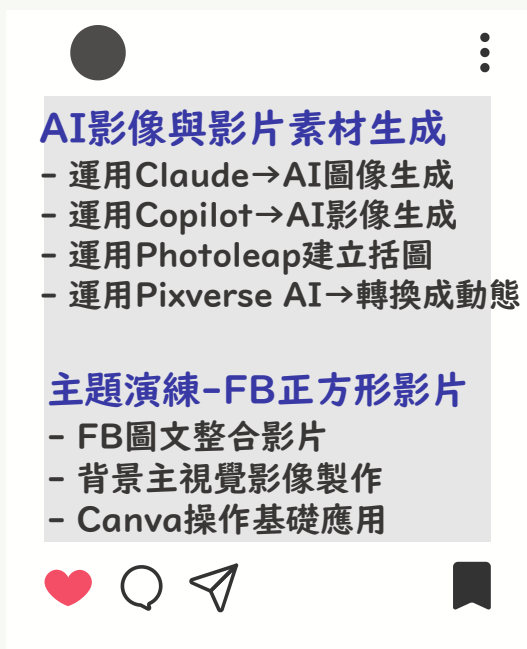 AI影像與影片素材生成
- 運用Claude→AI圖像生成
- 運用Copilot→AI影像生成
- 運用Photoleap建立括圖
- 運用Pixverse AI→轉換成動態
主題演練-FB正方形影片
- FB圖文整合影片
- 背景主視覺影像製作
- Canva操作基礎應用